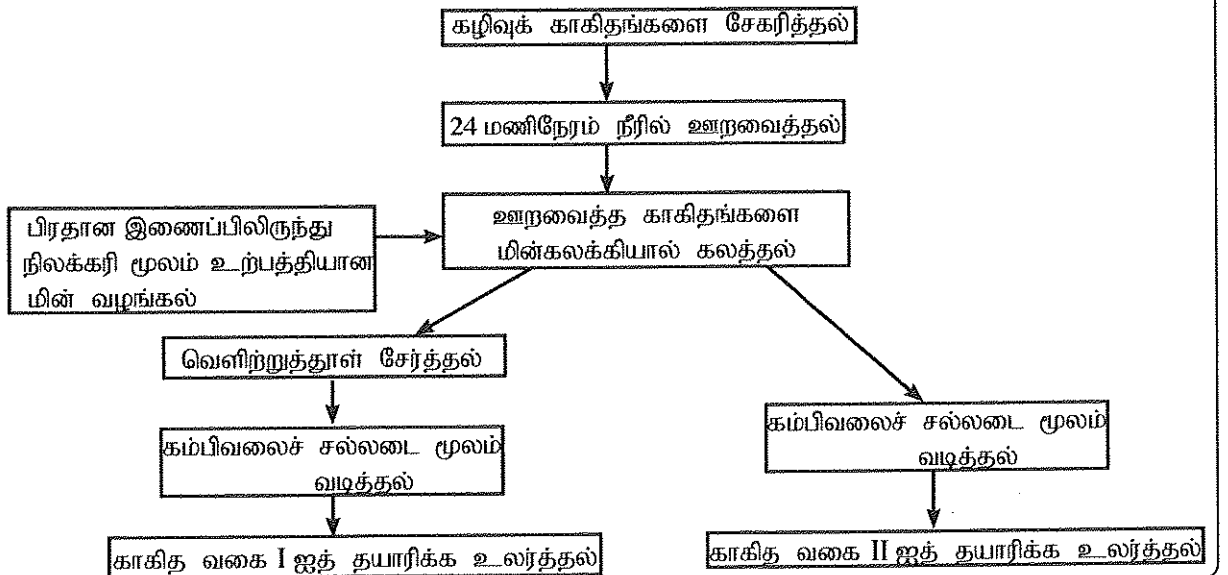 கழிவுக் காகிதங்களை சேகரித்தல்
24 மணிநேரம் நீரில் ஊறவைத்தல்
பிரதான இணைப்பிலிருந்து
நிலக்கரி மூலம் உற்பத்தியான
மின் வழங்கல்
ஊறவைத்த காகிதங்களை
மின்கலக்கியால் கலத்தல்
வெளிற்றுத்தூள் சேர்த்தல்
கம்பிவலைச் சல்லடை மூலம்
வடித்தல்
கம்பிவலைச் சல்லடை மூலம்
வடித்தல்
காகித வகை I ஐத் தயாரிக்க உலர்த்தல்
காகித வகை II ஐத் தயாரிக்க உலர்த்தல்